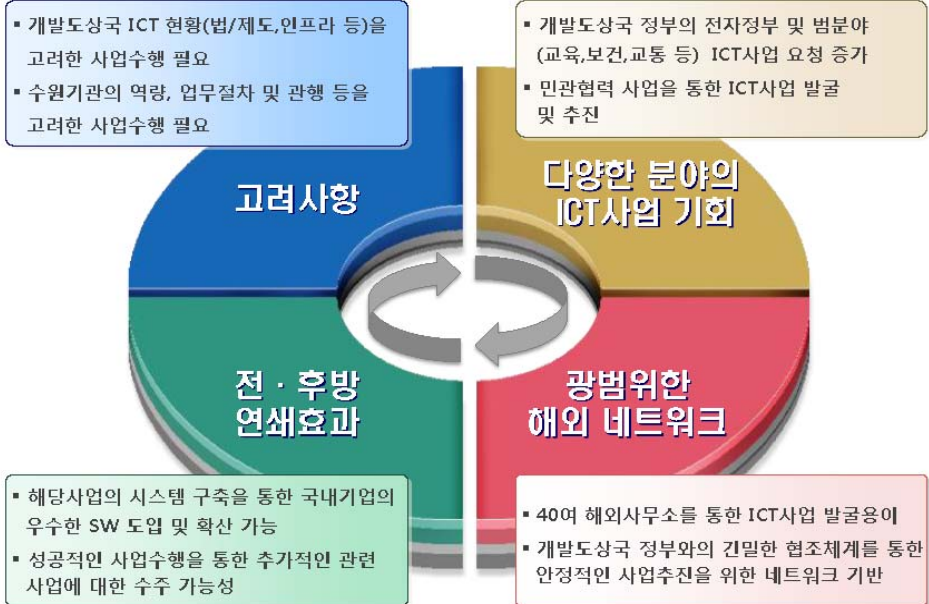 ▪ 개발도상국 ICT 현황(법/제도,인프라 등)을
고려한 사업수행 필요
▪ 수원기관의 역량, 업무절차 및 관행 등을
고려한 사업수행 필요
▪ 개발도상국 정부의 전자정부 및 범분야
(교육,보건,교통 등) ICT사업 요청 증가
▪ 민관협력 사업을 통한 ICT사업 발굴
및 추진
고려사항
다양한 분야의
ICT사업 기회
전 · 후방
연쇄효과
광범위한
해외 네트워크
▪ 해당사업의 시스템 구축을 통한 국내기업의
우수한 SW 도입 및 확산 가능
▪ 성공적인 사업수행을 통한 추가적인 관련
사업에 대한 수주 가능성
▪ 40여 해외사무소를 통한 ICT사업 발굴용이
▪ 개발도상국 정부와의 긴밀한 협조체계를 통한
안정적인 사업추진을 위한 네트워크 기반